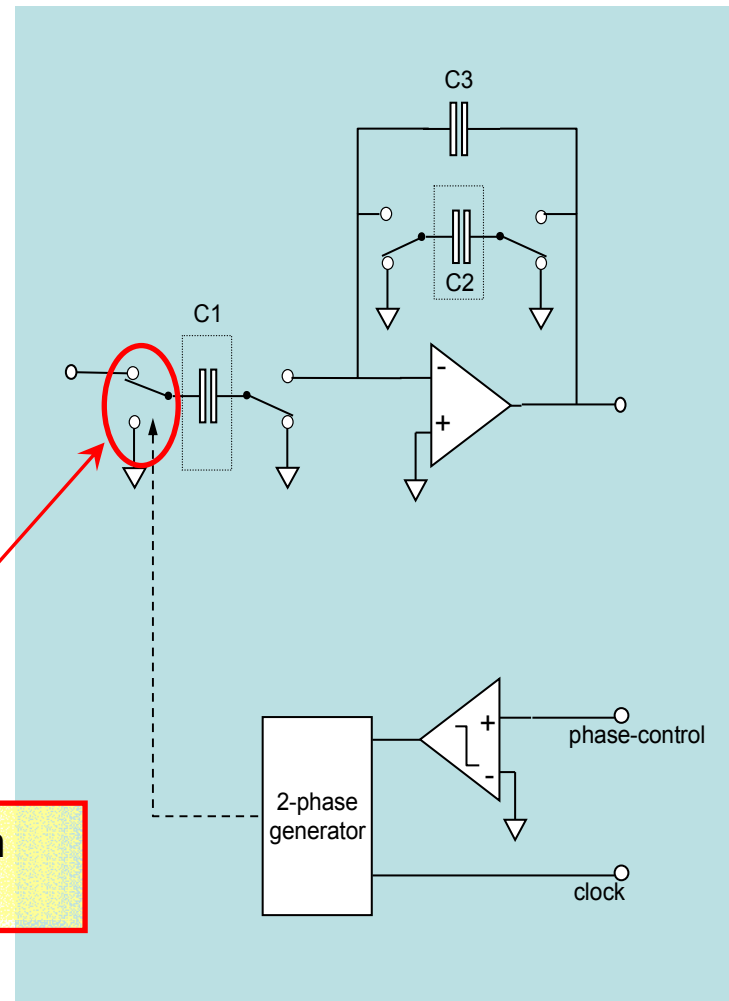 C3
C2
C1
-
+
+
phase-control
-
2-phase
generator
clock